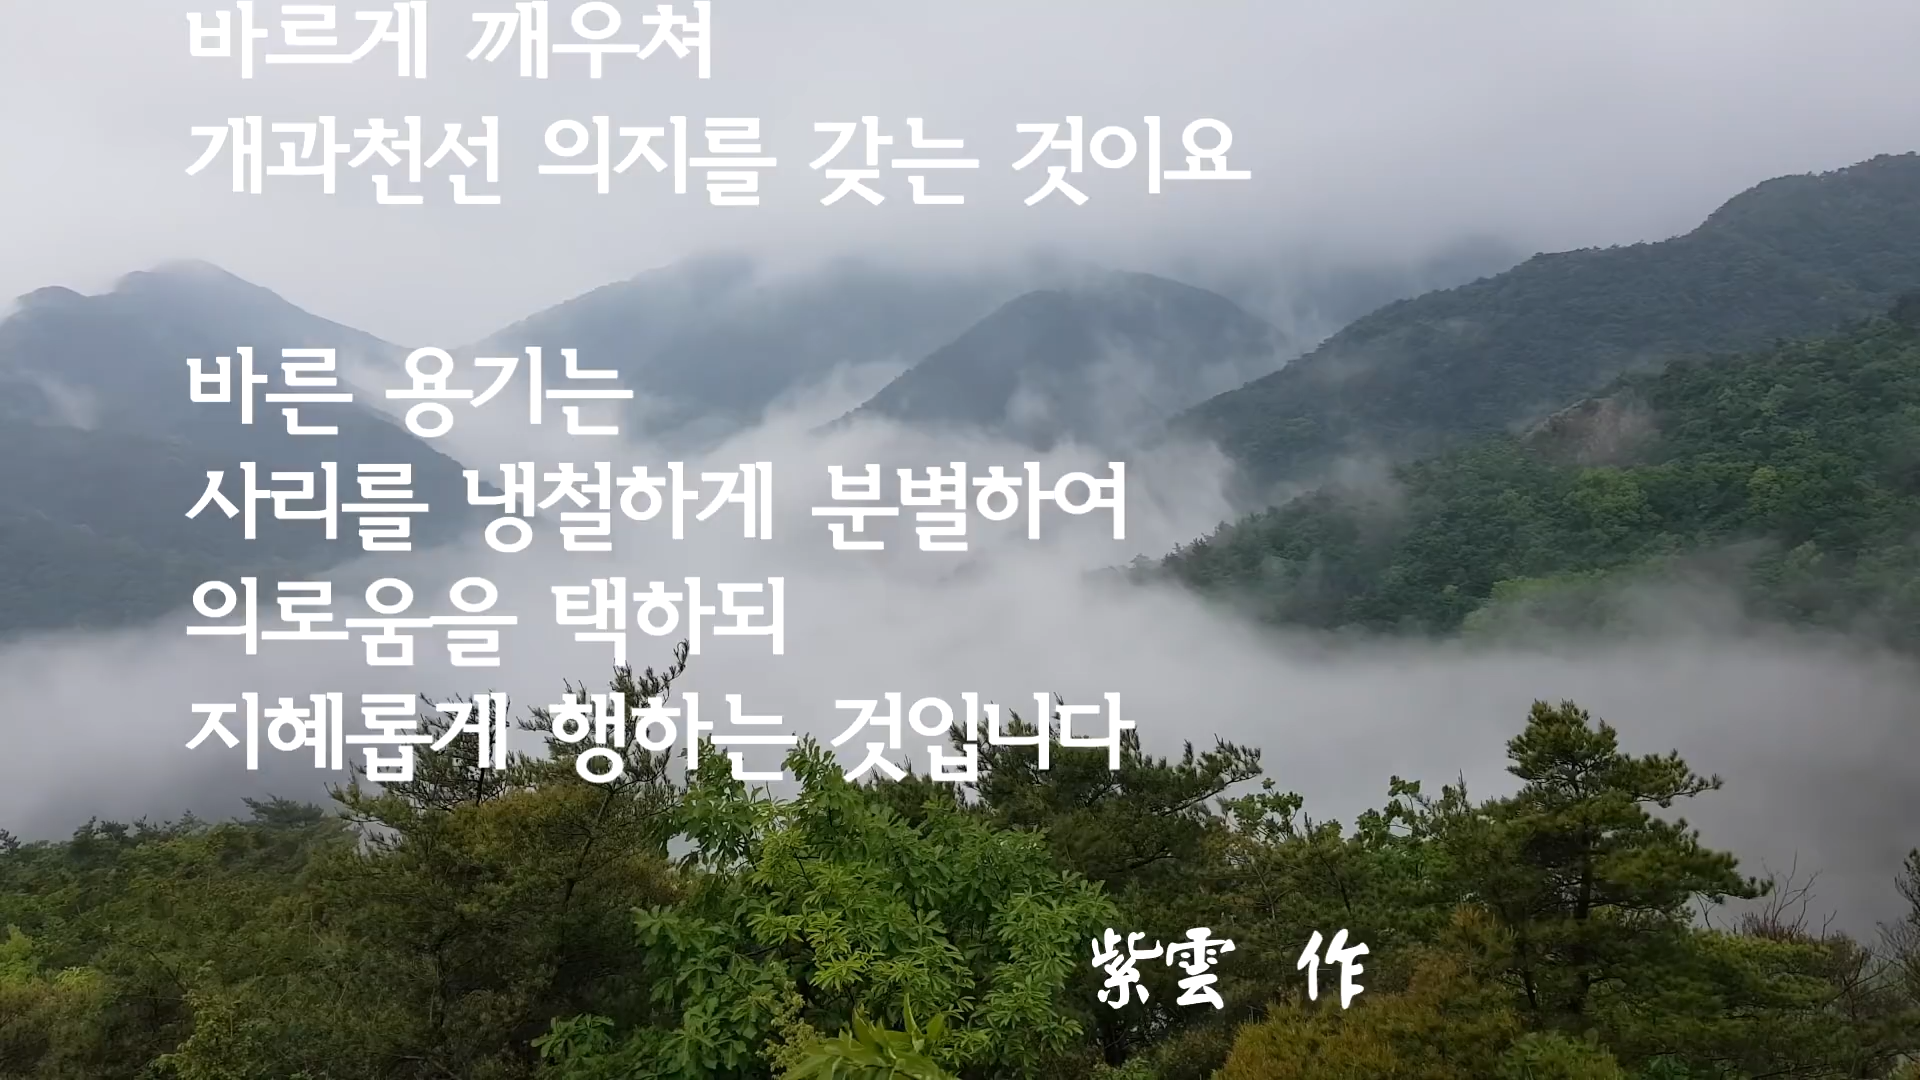 바르게 깨우쳐
개과천선 의지를 갖는 것이요
바른 용기는
사리를 냉철하게 분별하여
의로움을 택하되
지혜롭게 행하는 것입니다
紫雲 作